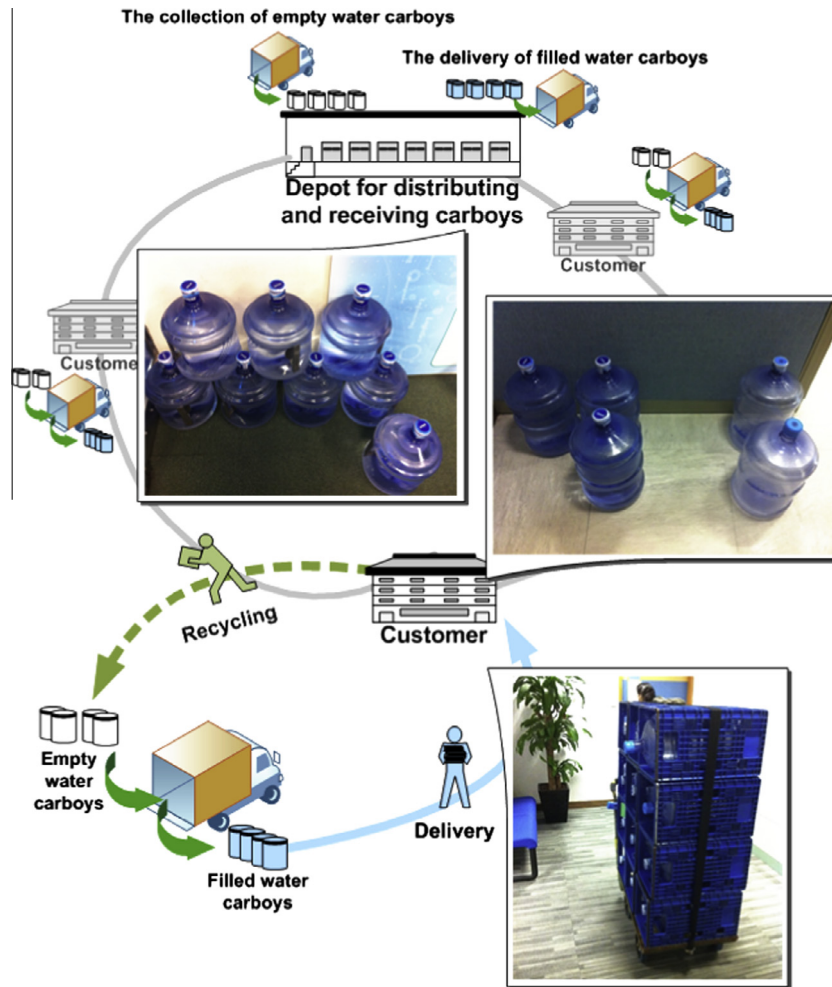 The collection of empty water carboys
The delivery of filled water carboys
Depot for distributing
and receiving carboys
Customer
Customer
Recycling
Customer
Empty
water
carboys
Delivery
Filled water
carboys